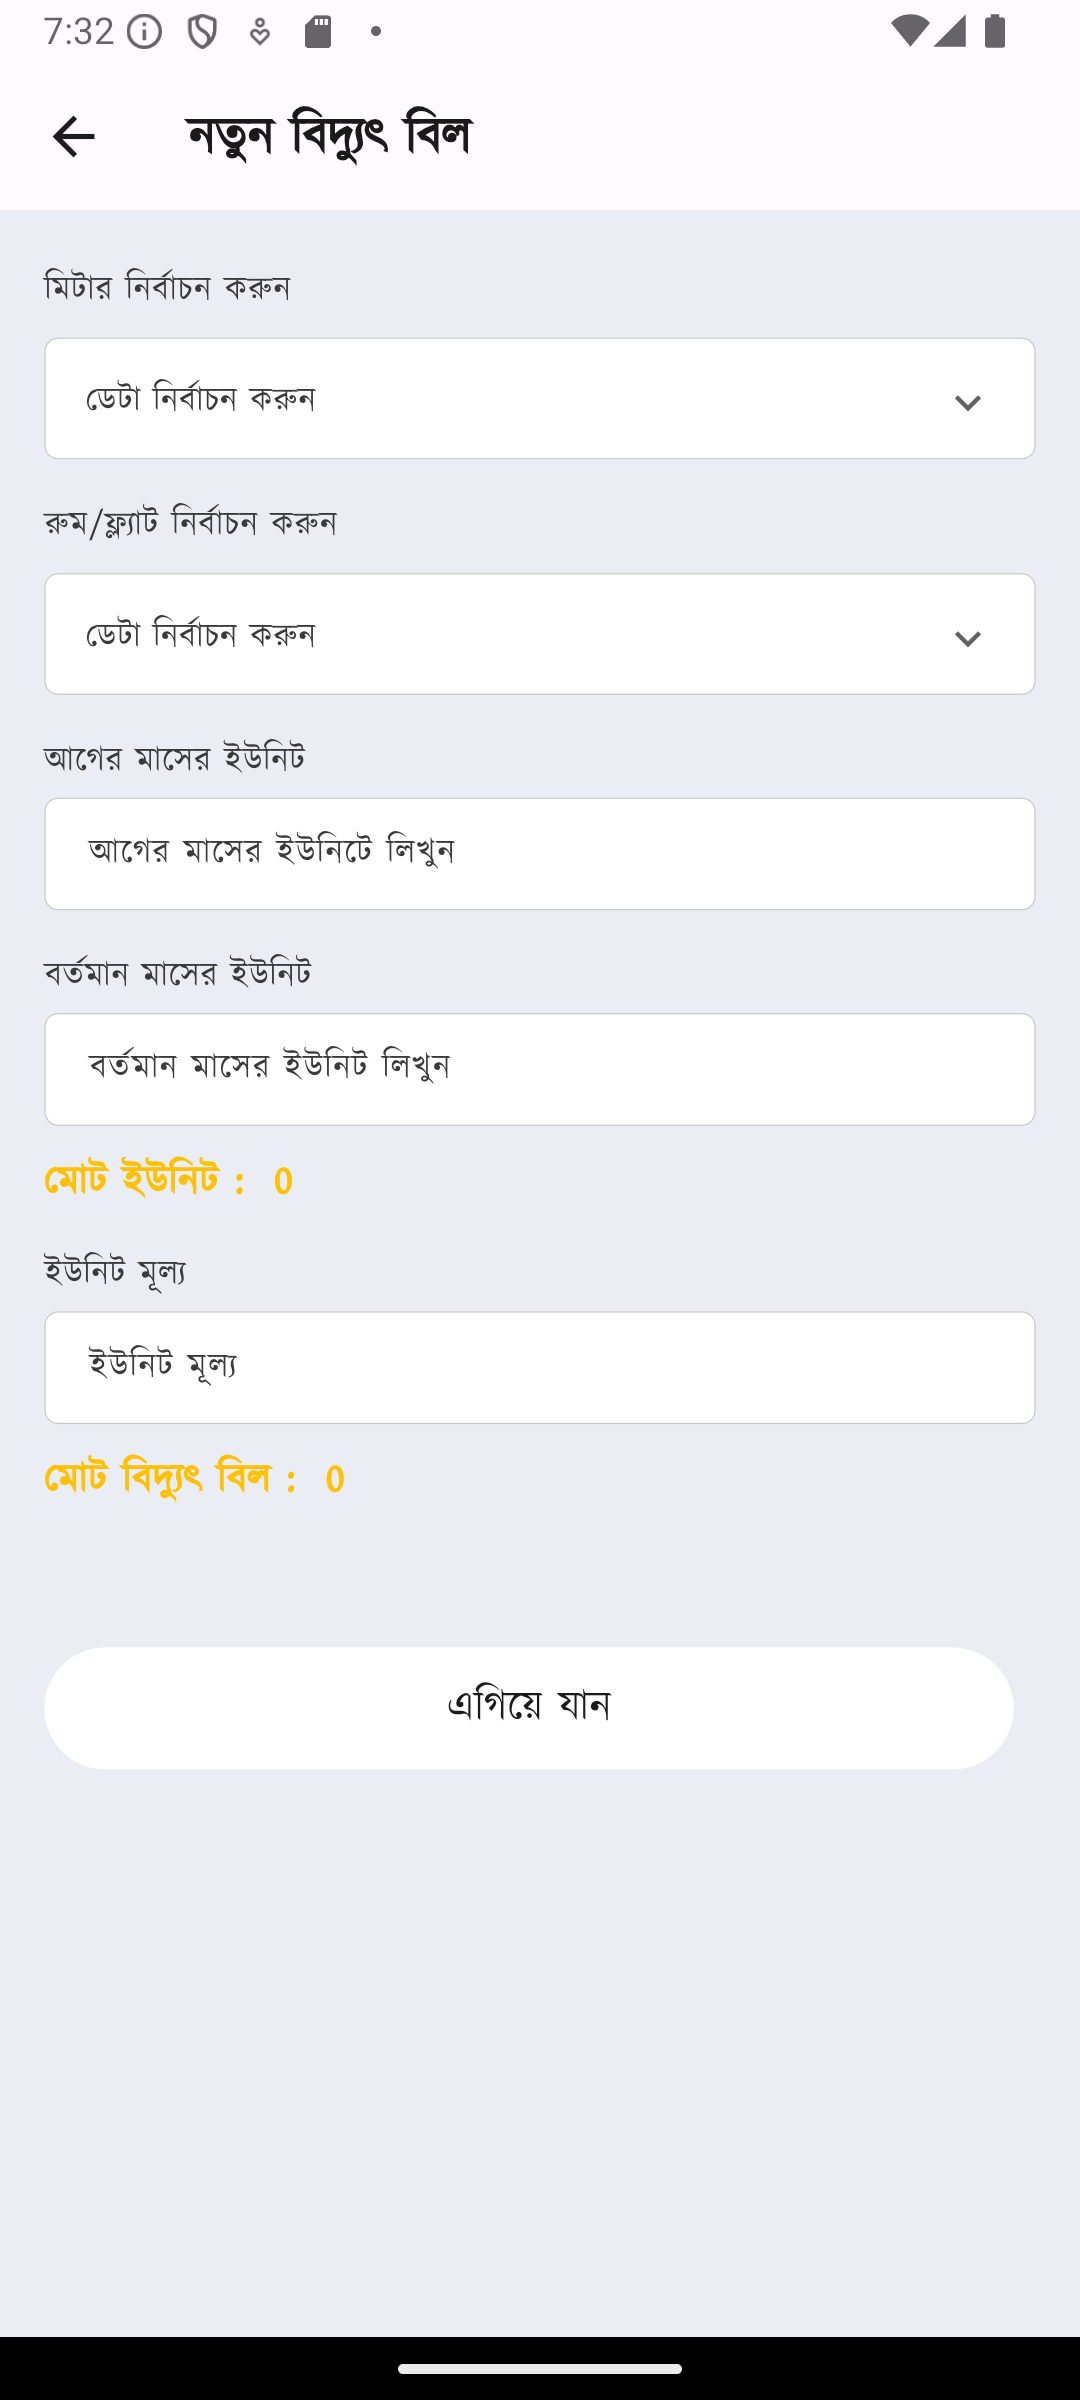 7:32
নতুন বিদ্যুৎ বিল
মিটার নির্বাচন করুন
ডেটা নির্বাচন করুন
রুম/ফ্ল্যাট নির্বাচন করুন
ডেটা নির্বাচন করুন
আগের মাসের ইউনিট
আগের মাসের ইউনিটে লিখুন
বর্তমান মাসের ইউনিট
বর্তমান মাসের ইউনিট লিখুন
মোট ইউনিট : 0
ইউনিট মূল্য
ইউনিট মূল্য
মোট বিদ্যুৎ বিল : 0
এগিয়ে যান